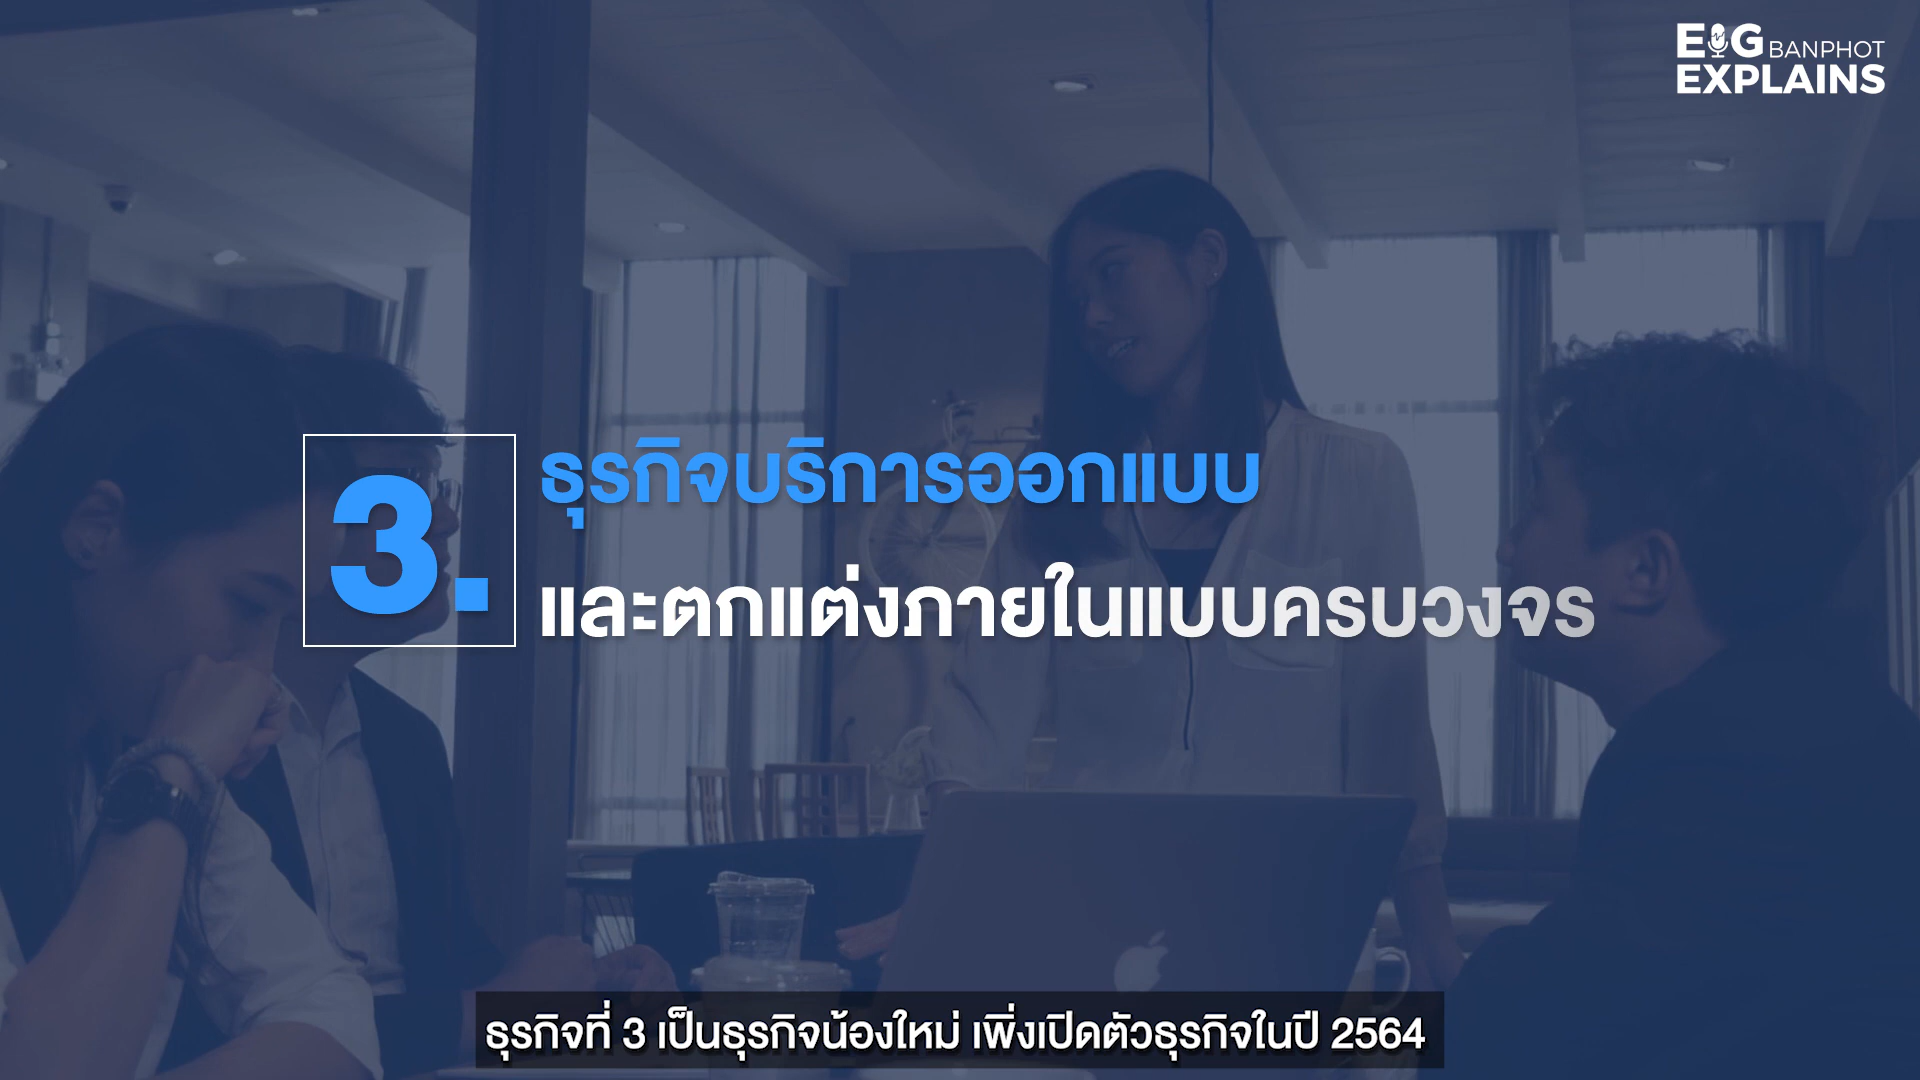 EIG BANPHOT
EXPLAINS
3.
ธุรกิจบริการออกแบบ
และตกแต่งภายในแบบครบวงจร
ธุรกิจที่ 3 เป็นธุรกิจน้องใหม่ เพิ่งเปิดตัวธุรกิจในปี 2564